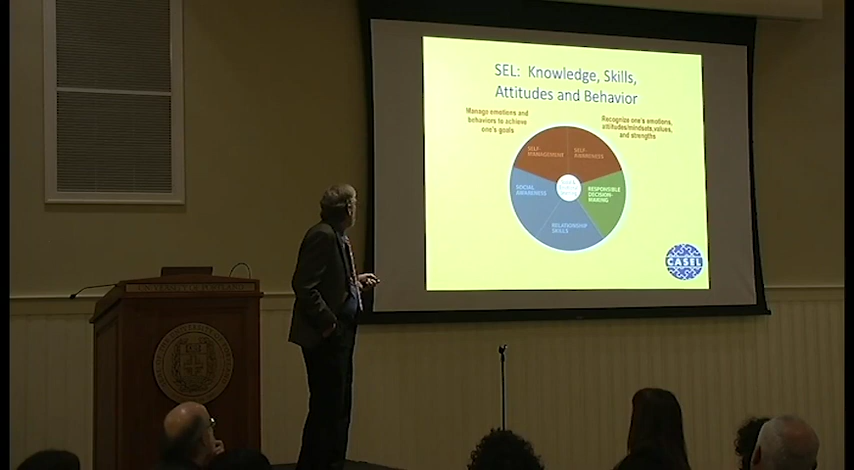 SEL: Knowledge, Skills,
Attitudes and Behavior
Manage emotions and
behaviors to achieve
one's goals
Recognize one's emotions,
attitudes/mindsets,values,
and strengths
SELF-
MANAGEMENT
SELF-
AWARENESS
SOCIAL
AWARENESS
RESPONSIBLE
DECISION-
MAKING
RELATIONSHIP
SKILLS
CASEL